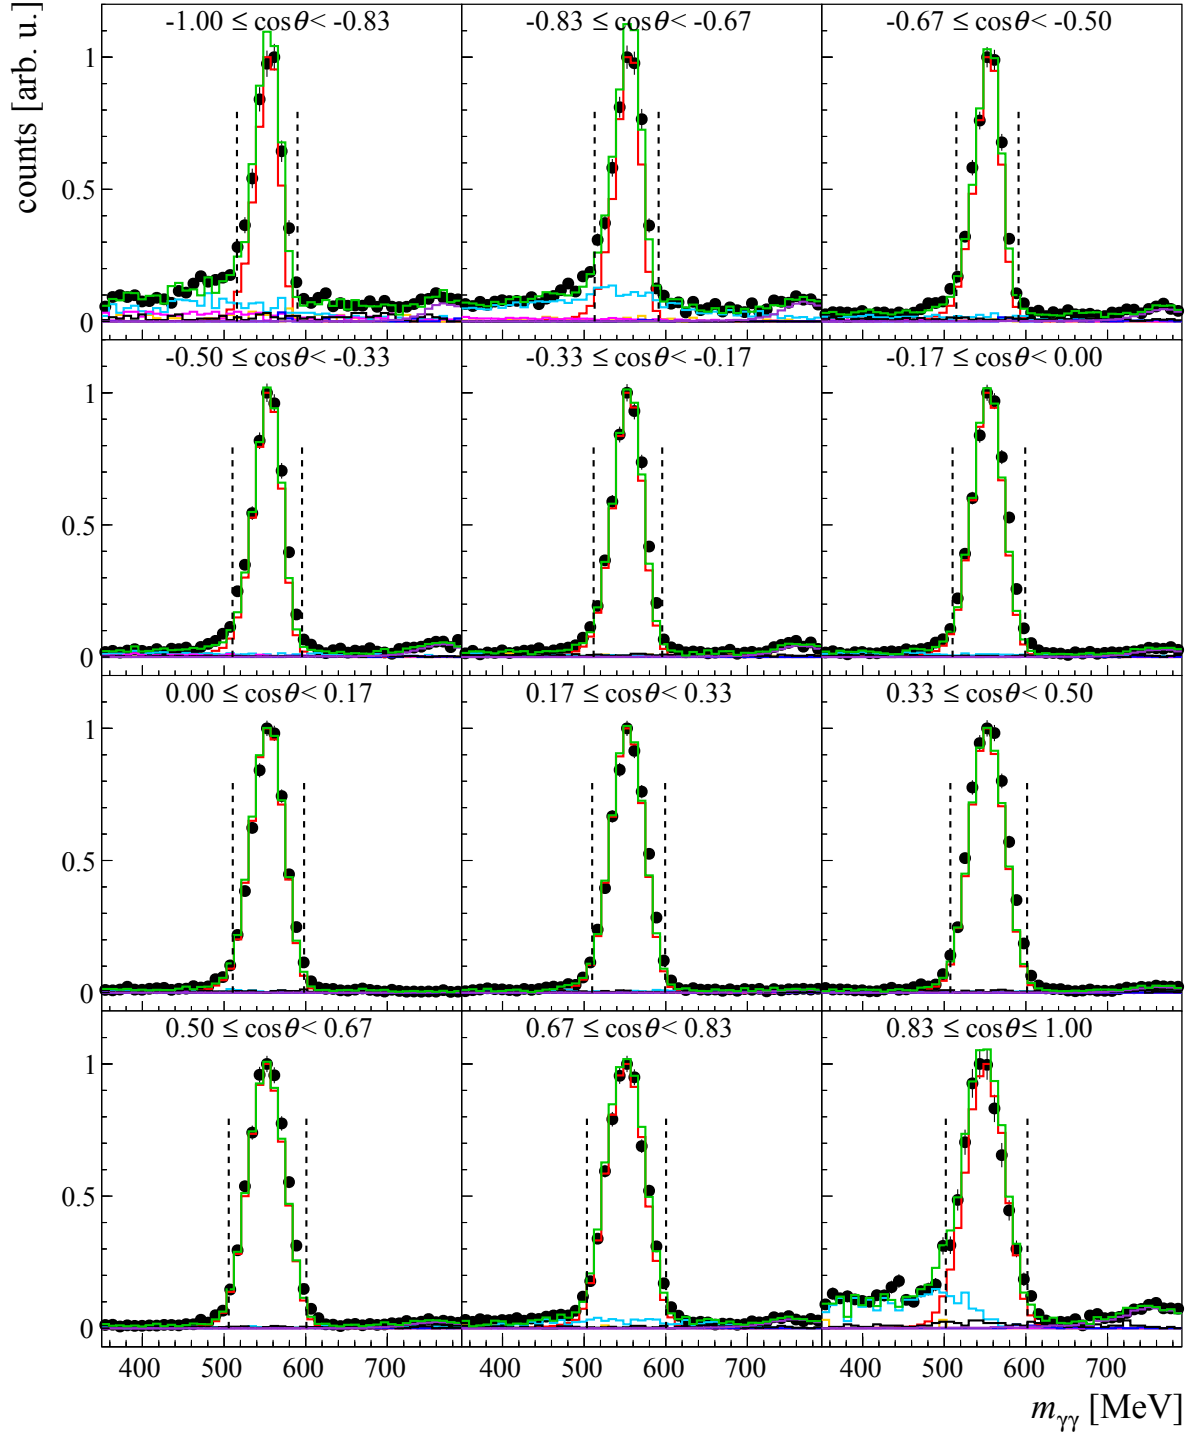 counts [arb. u.]
-1.00 ≤ cosθ< -0.83
-0.83 ≤ cosθ< -0.67
-0.67 ≤ cosθ< -0.50
1
0.5
0
-0.50 ≤ cosθ< -0.33
-0.33 ≤ cosθ< -0.17
-0.17 ≤ cosθ< 0.00
1
0.5
0
0.00 ≤ cosθ< 0.17
0.17 ≤ cosθ< 0.33
0.33 ≤ cosθ< 0.50
1
0.5
0
0.50 ≤ cosθ< 0.67
0.67 ≤ cosθ< 0.83
0.83 ≤ cosθ≤ 1.00
1
0.5
0
400 500 600 700 400 500 600 700 400 500 600 700
mγγ [MeV]